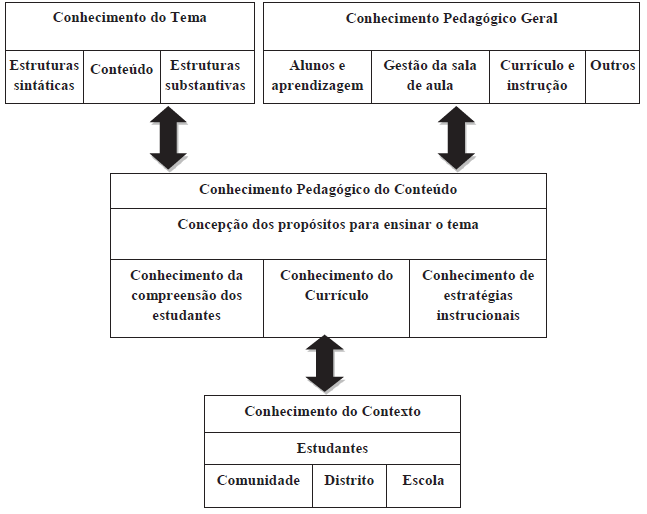 Conhecimento do Tema
Estruturas
sintáticas
Conteúdo
Estruturas
substantivas
Conhecimento Pedagógico Geral
Alunos e
aprendizagem
Gestão da sala
de aula
Currículo e
instrução
Outros
Conhecimento Pedagógico do Conteúdo
Concepção dos propósitos para ensinar o tema
Conhecimento da
compreensão dos
estudantes
Conhecimento do
Currículo
Conhecimento de
estratégias
instrucionais
Conhecimento do Contexto
Estudantes
Comunidade
Distrito
Escola